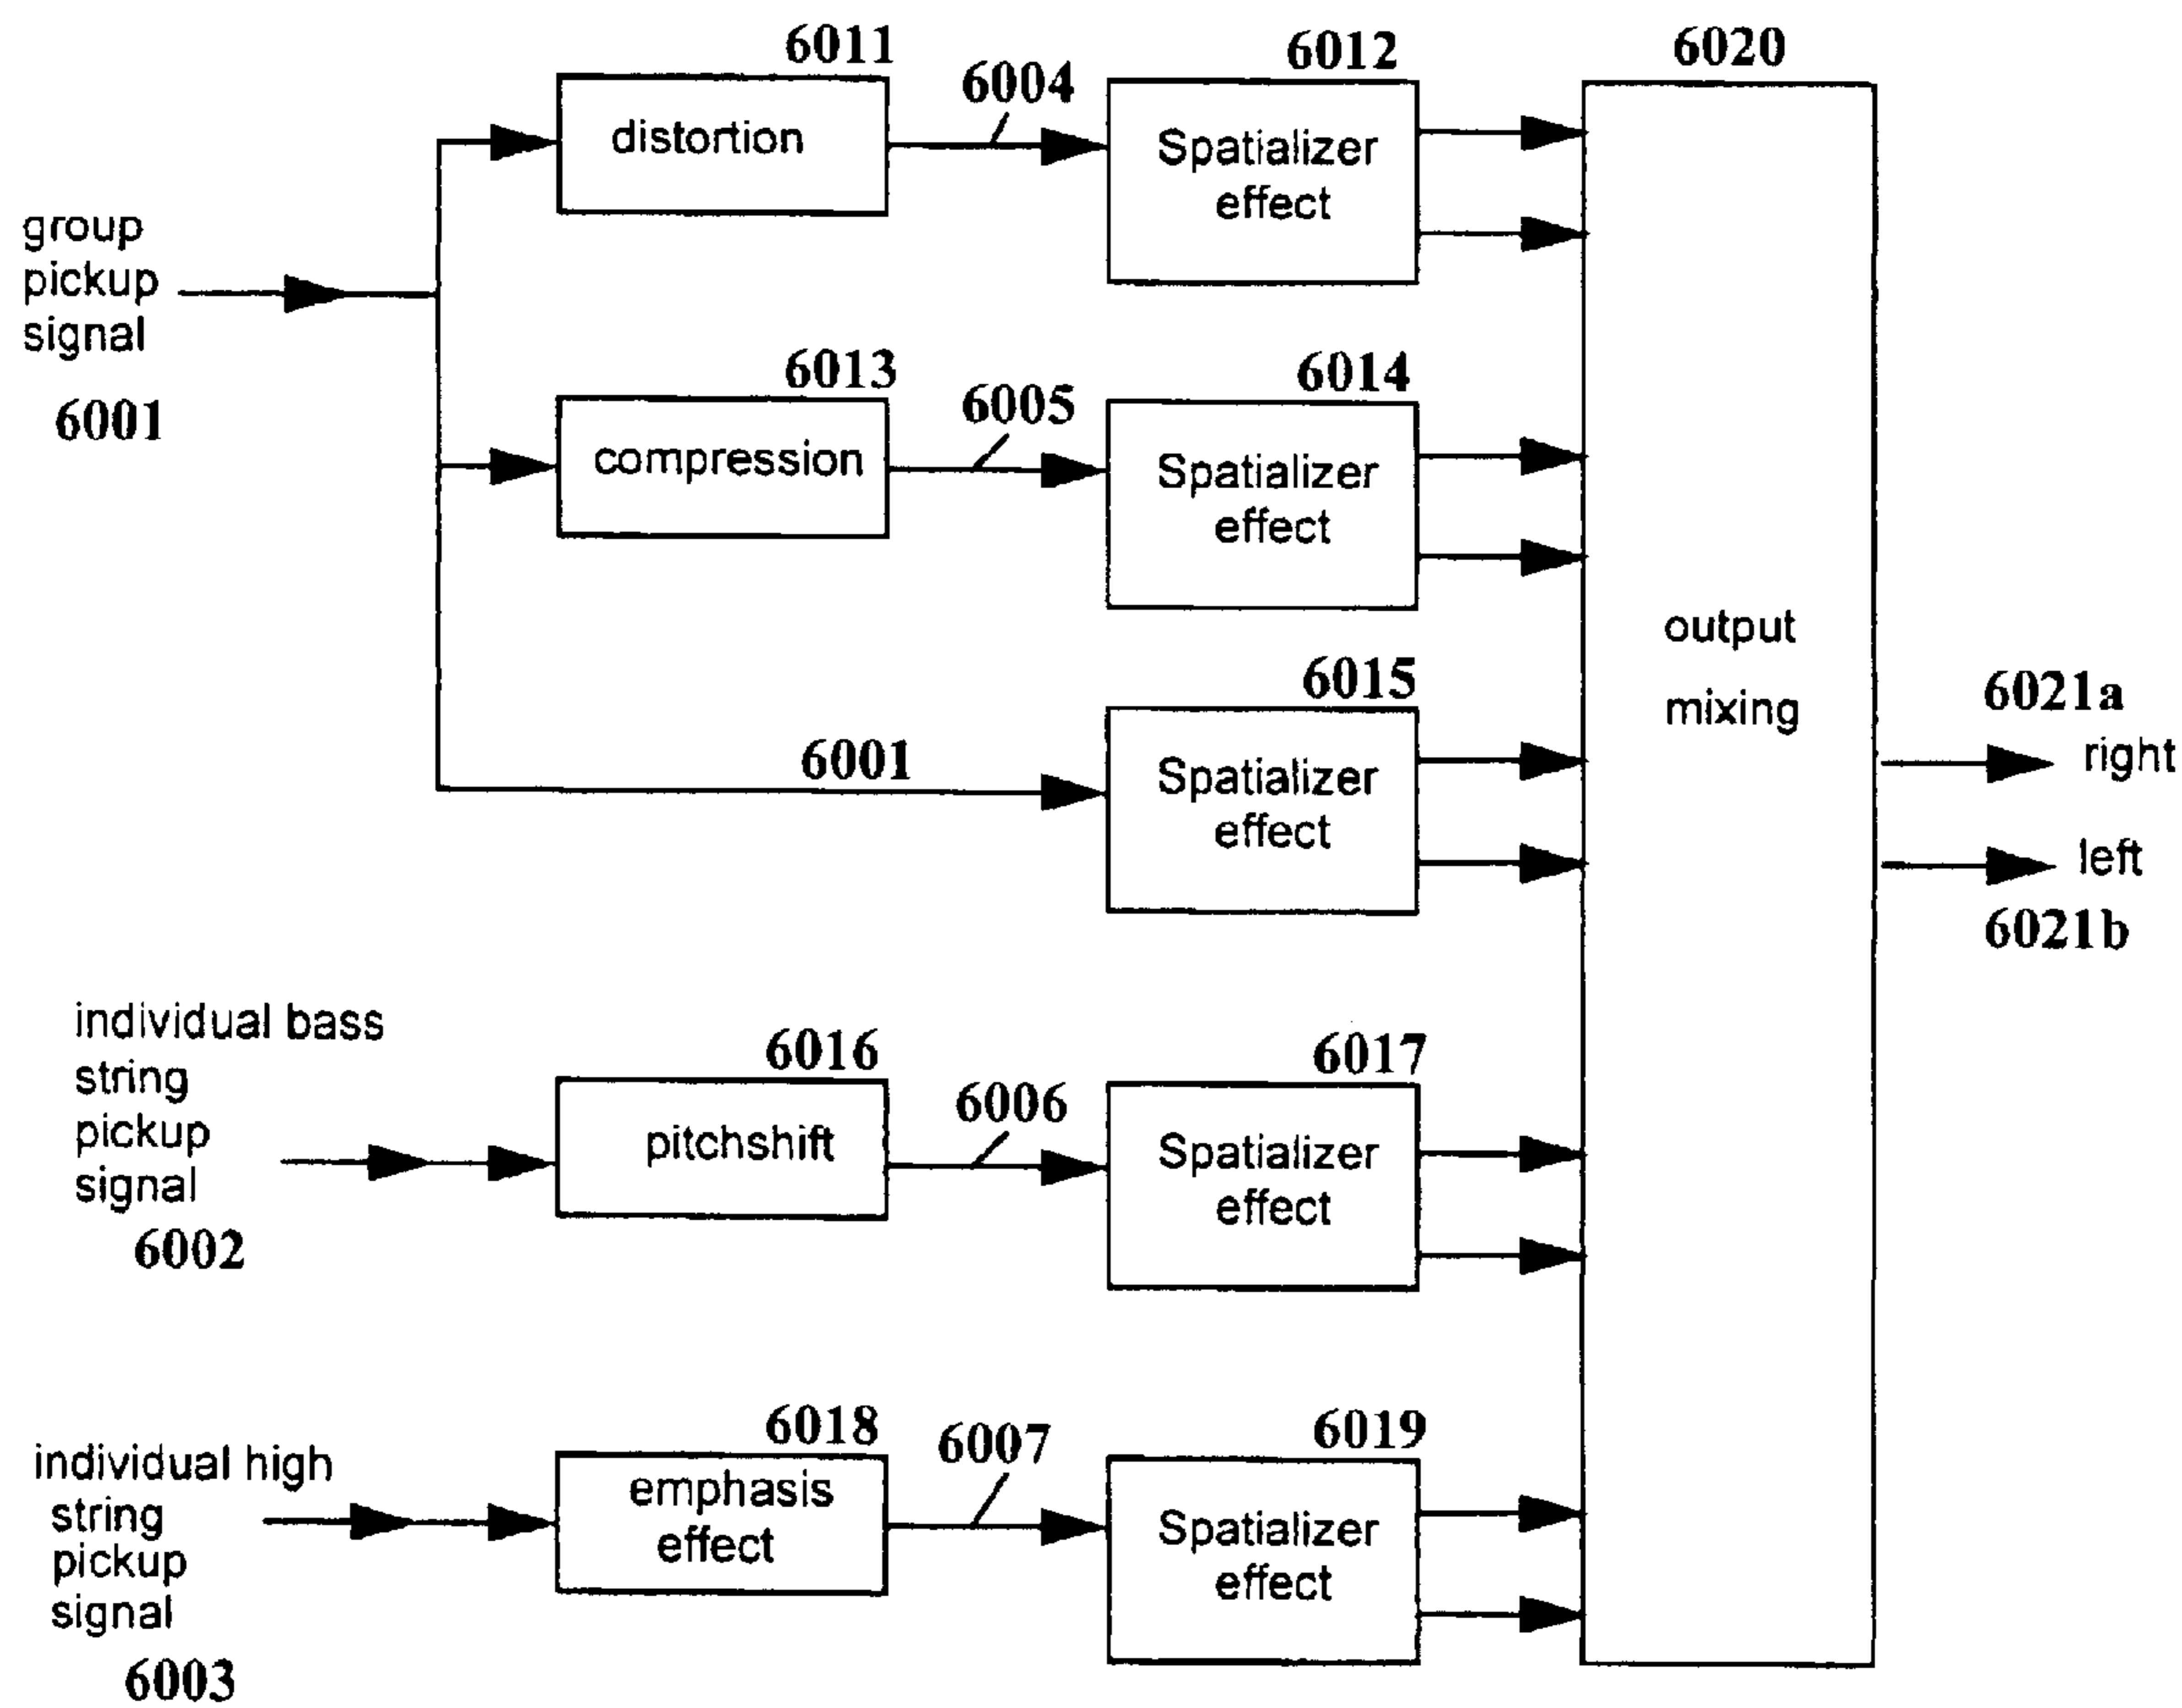 6011
6004
6012
6020
distortion
Spatializer
effect
group
pickup
signal
6001
6013
6005
6014
compression
Spatializer
effect
output
mixing
6015
6001
Spatializer
effect
6021a
right
left
6021b
individual bass
string
pickup
signal
6002
6016
6006
6017
pitchshift
Spatializer
effect
individual high
string
pickup
signal
6003
6018
6007
6019
emphasis
effect
Spatializer
effect